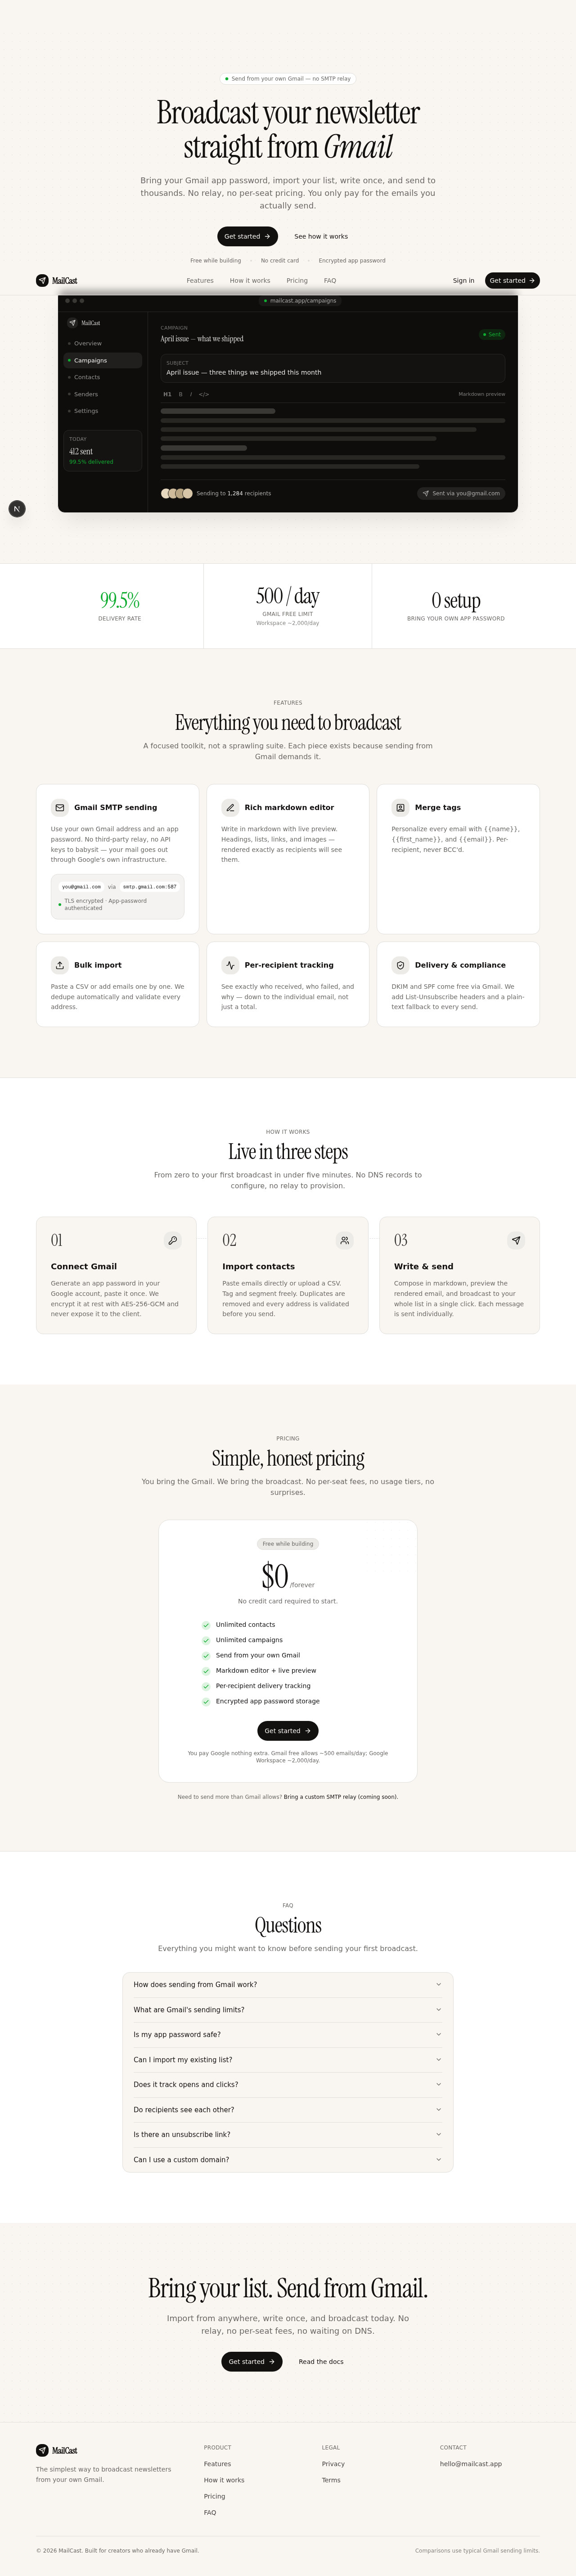 Send from your own Gmail — no SMTP relay
Broadcast your newsletter
straight from Gmail
Bring your Gmail app password, import your list, write once, and send to
thousands. No relay, no per-seat pricing. You only pay for the emails you
actually send.
Get started →
See how it works
Free while building · No credit card · Encrypted app password
MailCast
Features
How it works
Pricing
FAQ
Sign in
Get started →
mailcast.app/campaigns
MailCast
Overview
Campaigns
Contacts
Senders
Settings
TODAY
412 sent
99.5% delivered
CAMPAIGN
April issue — what we shipped
Sent
SUBJECT
April issue — three things we shipped this month
H1 B I </>
Markdown preview
Sending to 1,284 recipients
Sent via you@gmail.com
N
99.5%
DELIVERY RATE
500 / day
GMAIL FREE LIMIT
Workspace ~2,000/day
0 setup
BRING YOUR OWN APP PASSWORD
FEATURES
Everything you need to broadcast
A focused toolkit, not a sprawling suite. Each piece exists because sending from
Gmail demands it.
Gmail SMTP sending
Use your own Gmail address and an app
password. No third-party relay, no API
keys to babysit — your mail goes out
through Google's own infrastructure.
you@gmail.com via smtp.gmail.com:587
TLS encrypted · App-password
authenticated
Rich markdown editor
Write in markdown with live preview.
Headings, lists, links, and images —
rendered exactly as recipients will see
them.
Merge tags
Personalize every email with {{name}},
{{first_name}}, and {{email}}. Per-
recipient, never BCC'd.
Bulk import
Paste a CSV or add emails one by one. We
dedupe automatically and validate every
address.
Per-recipient tracking
See exactly who received, who failed, and
why — down to the individual email, not
just a total.
Delivery & compliance
DKIM and SPF come free via Gmail. We
add List-Unsubscribe headers and a plain-
text fallback to every send.
HOW IT WORKS
Live in three steps
From zero to your first broadcast in under five minutes. No DNS records to
configure, no relay to provision.
01
Connect Gmail
Generate an app password in your
Google account, paste it once. We
encrypt it at rest with AES-256-GCM and
never expose it to the client.
02
Import contacts
Paste emails directly or upload a CSV.
Tag and segment freely. Duplicates are
removed and every address is validated
before you send.
03
Write & send
Compose in markdown, preview the
rendered email, and broadcast to your
whole list in a single click. Each message
is sent individually.
PRICING
Simple, honest pricing
You bring the Gmail. We bring the broadcast. No per-seat fees, no usage tiers, no
surprises.
Free while building
$0 /forever
No credit card required to start.
Unlimited contacts
Unlimited campaigns
Send from your own Gmail
Markdown editor + live preview
Per-recipient delivery tracking
Encrypted app password storage
Get started →
You pay Google nothing extra. Gmail free allows ~500 emails/day; Google
Workspace ~2,000/day.
Need to send more than Gmail allows? Bring a custom SMTP relay (coming soon).
FAQ
Questions
Everything you might want to know before sending your first broadcast.
How does sending from Gmail work?
What are Gmail's sending limits?
Is my app password safe?
Can I import my existing list?
Does it track opens and clicks?
Do recipients see each other?
Is there an unsubscribe link?
Can I use a custom domain?
Bring your list. Send from Gmail.
Import from anywhere, write once, and broadcast today. No
relay, no per-seat fees, no waiting on DNS.
Get started →
Read the docs
MailCast
The simplest way to broadcast newsletters
from your own Gmail.
PRODUCT
Features
How it works
Pricing
FAQ
LEGAL
Privacy
Terms
CONTACT
hello@mailcast.app
© 2026 MailCast. Built for creators who already have Gmail.
Comparisons use typical Gmail sending limits.